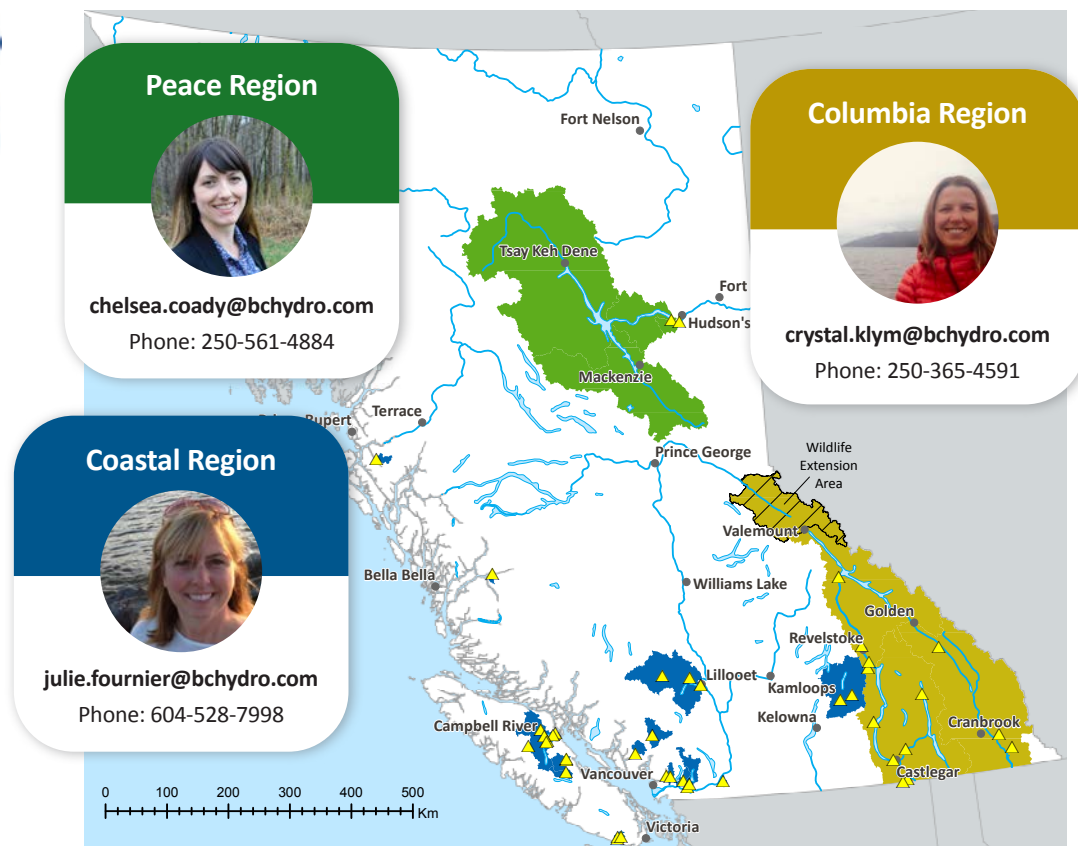 Peace Region
chelsea.coady@bchydro.com
Phone: 250-561-4884
Columbia Region
crystal.klym@bchydro.com
Phone: 250-365-4591
Coastal Region
julie.fournier@bchydro.com
Phone: 604-528-7998
Fort Nelson
Tsay Keh Dene
Fort
Hudson's
Mackenzie
Terrace
Rupert
Prince George
Wildlife
Extension
Area
Valemount
Bella Bella
Williams Lake
Golden
Revelstoke
Lillooet
Kamloops
Kelowna
Cranbrook
Campbell River
Castlegar
Vancouver
Victoria
0 100 200 300 400 500
Km